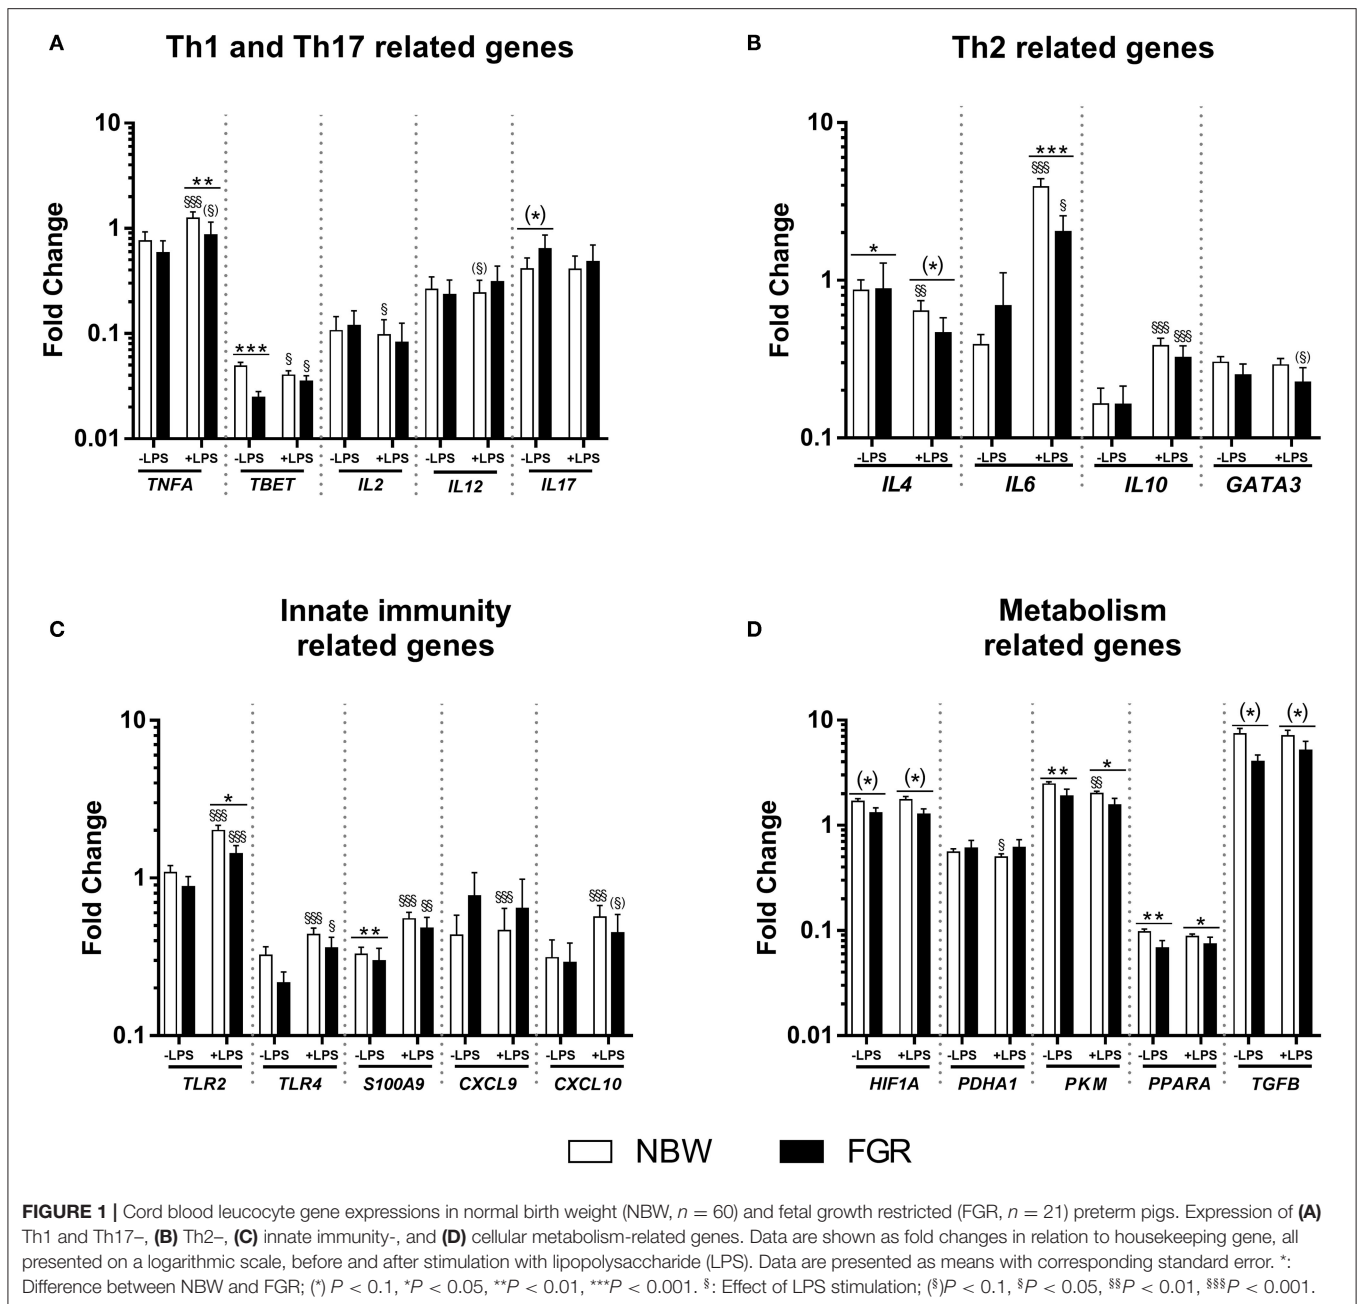 A
Th1 and Th17 related genes
Fold Change
10
1
0.1
0.01
§§§
(§)
**
***
§
§
§
(§)
(*)
-LPS +LPS -LPS +LPS -LPS +LPS -LPS +LPS -LPS +LPS
TNFA TBET IL2 IL12 IL17
B
Th2 related genes
Fold Change
10
1
0.1
*
(*)
§§
***
§§§
§
§§§
§§§
(§)
-LPS +LPS -LPS +LPS -LPS +LPS -LPS +LPS
IL4 IL6 IL10 GATA3
C
Innate immunity
related genes
Fold Change
10
1
0.1
*
§§§
§§§
§§§
§
**
§§§
§§
§§§
§§§
(§)
-LPS +LPS -LPS +LPS -LPS +LPS -LPS +LPS -LPS +LPS
TLR2 TLR4 S100A9 CXCL9 CXCL10
D
Metabolism
related genes
Fold Change
10
1
0.1
0.01
(*)
(*)
§
**
*
§§
**
*
(*)
(*)
-LPS +LPS -LPS +LPS -LPS +LPS -LPS +LPS -LPS +LPS
HIF1A PDHA1 PKM PPARA TGFB
NBW FGR
FIGURE 1 | Cord blood leucocyte gene expressions in normal birth weight (NBW, n = 60) and fetal growth restricted (FGR, n = 21) preterm pigs. Expression of (A)
Th1 and Th17–, (B) Th2–, (C) innate immunity-, and (D) cellular metabolism-related genes. Data are shown as fold changes in relation to housekeeping gene, all
presented on a logarithmic scale, before and after stimulation with lipopolysaccharide (LPS). Data are presented as means with corresponding standard error. *:
Difference between NBW and FGR; (*) P < 0.1, *P < 0.05, **P < 0.01, ***P < 0.001. §: Effect of LPS stimulation; (§)P < 0.1, §P < 0.05, §§P < 0.01, §§§P < 0.001.